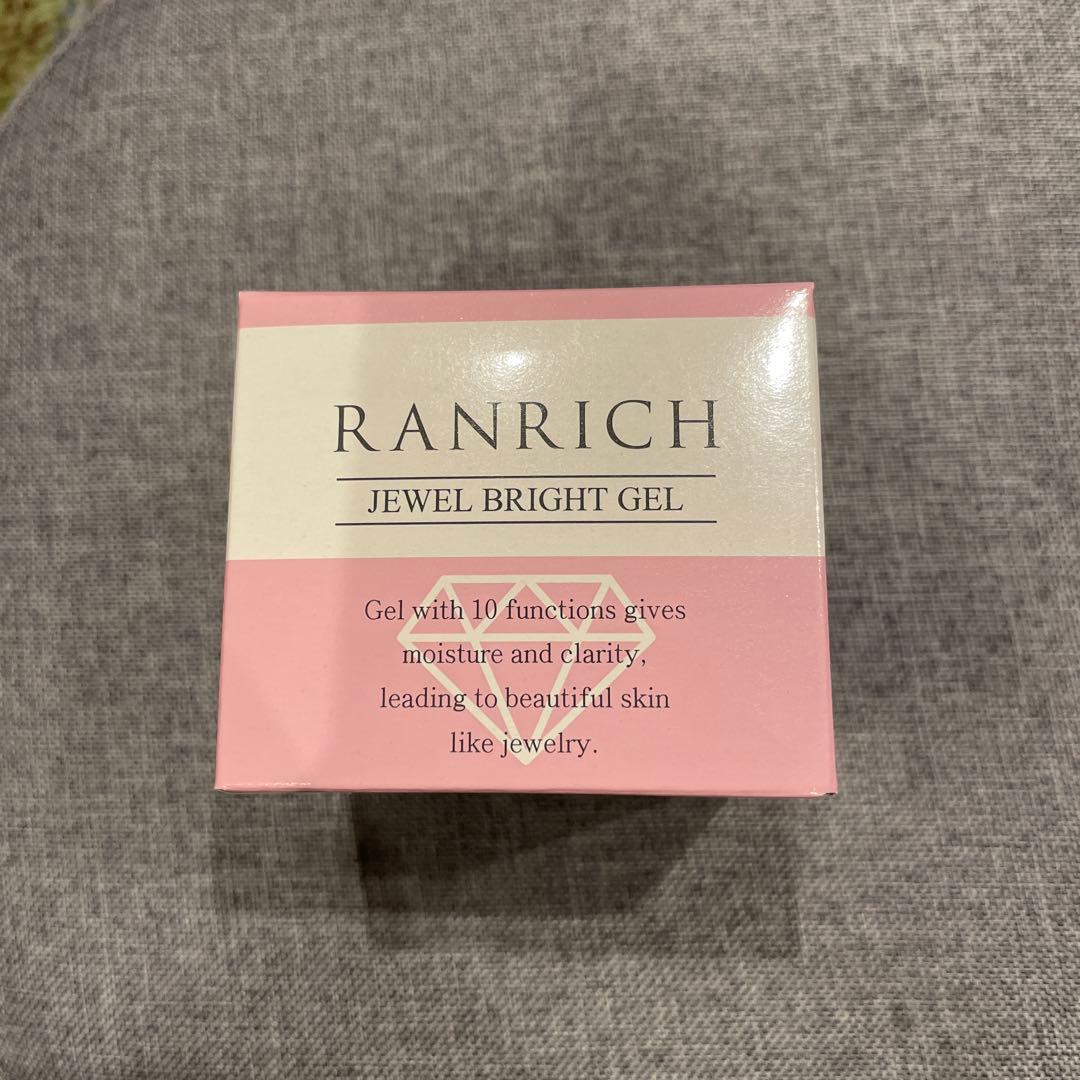 RANRICH
JEWEL BRIGHT GEL
Gel with 10 functions gives
moisture and clarity,
leading to beautiful skin
like jewelry.